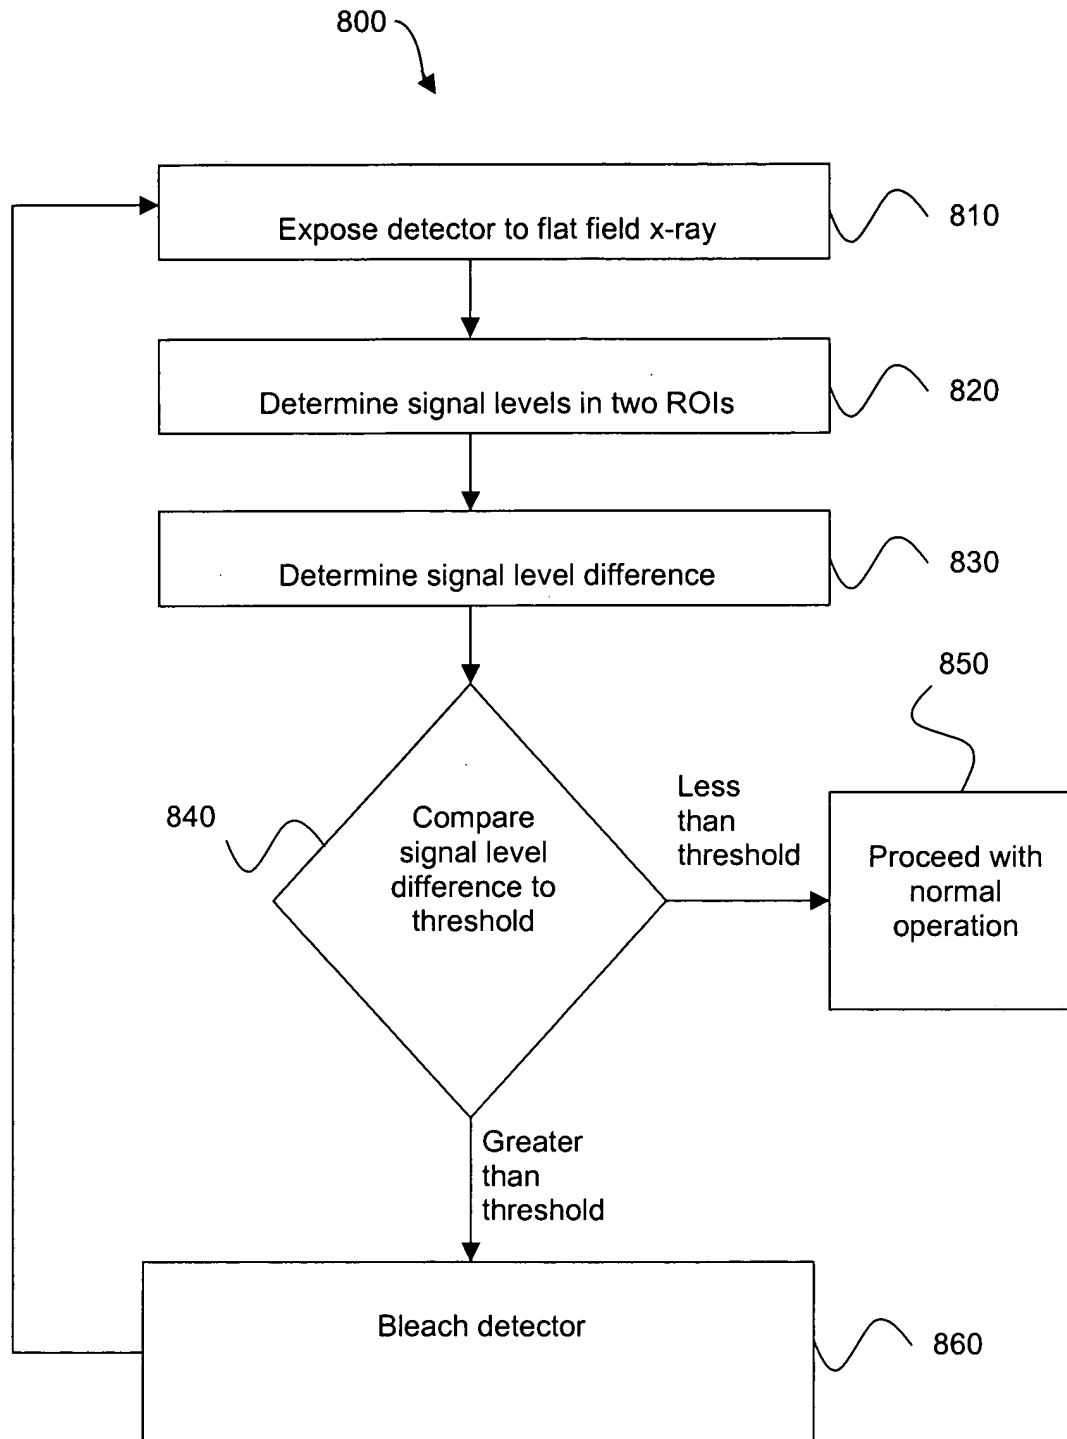 800
Expose detector to flat field x-ray
810
Determine signal levels in two ROIs
820
Determine signal level difference
830
850
840
Compare
signal level
difference to
threshold
Less
than
threshold
Proceed with
normal
operation
Greater
than
threshold
Bleach detector
860